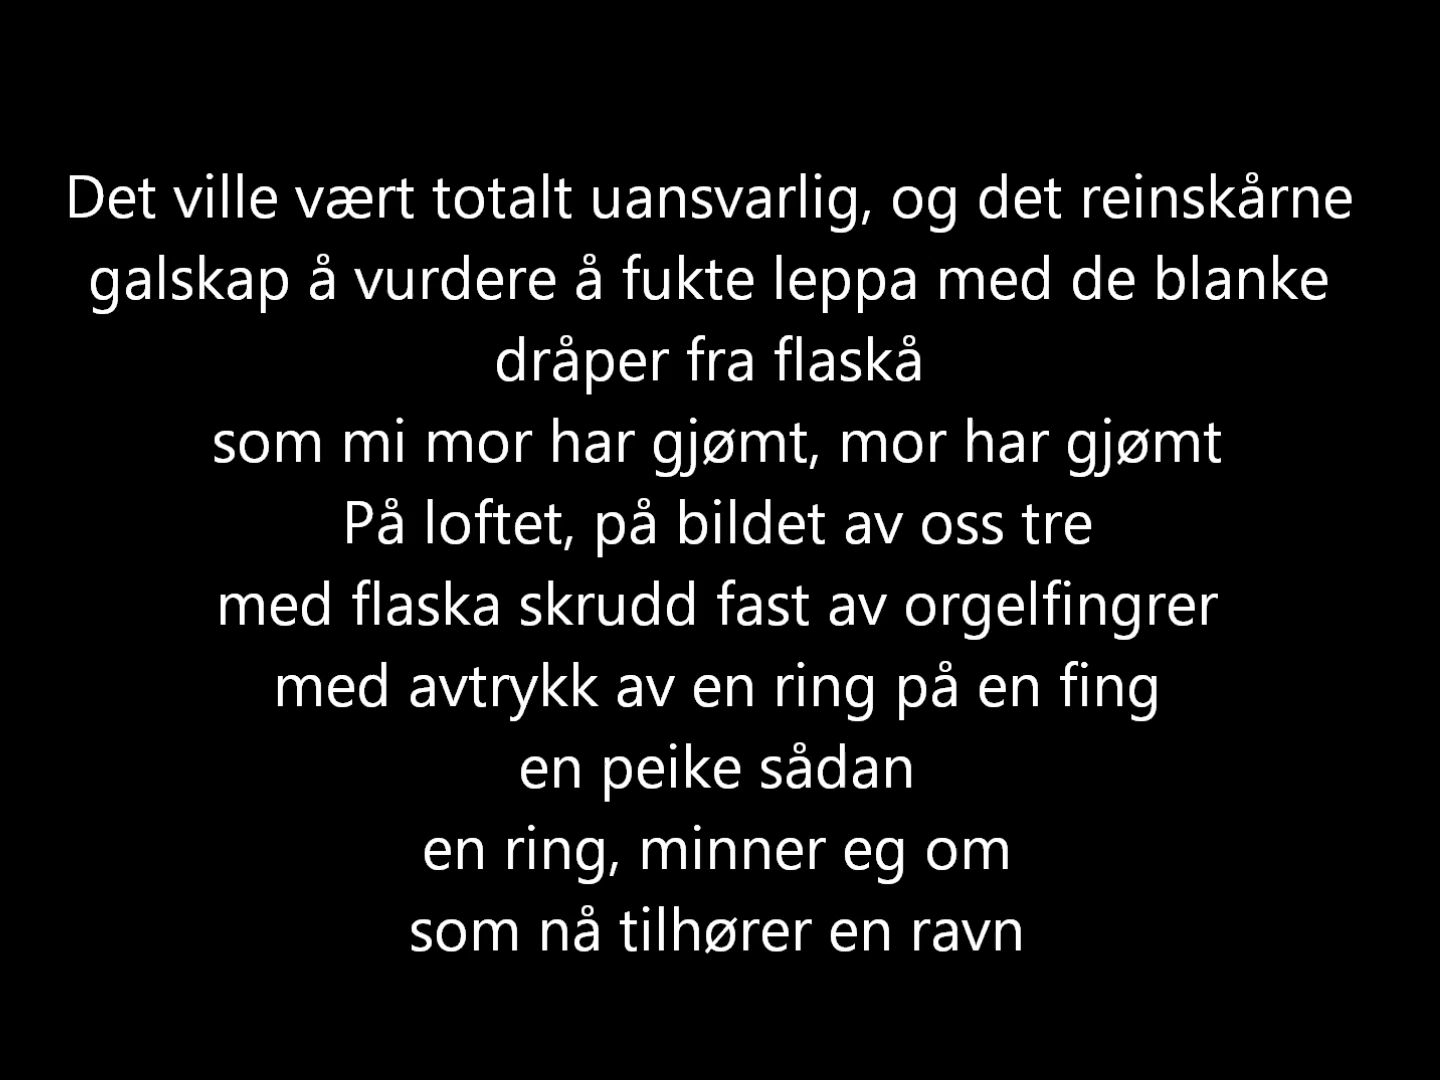 Det ville vært totalt uansvarlig, og det reinskårne
galskap å vurdere å fukte leppa med de blanke
dråper fra flaskå
som mi mor har gjømt, mor har gjømt
På loftet, på bildet av oss tre
med flaska skrudd fast av orgelfingrer
med avtrykk av en ring på en fing
en peike sådan
en ring, minner eg om
som nå tilhører en ravn